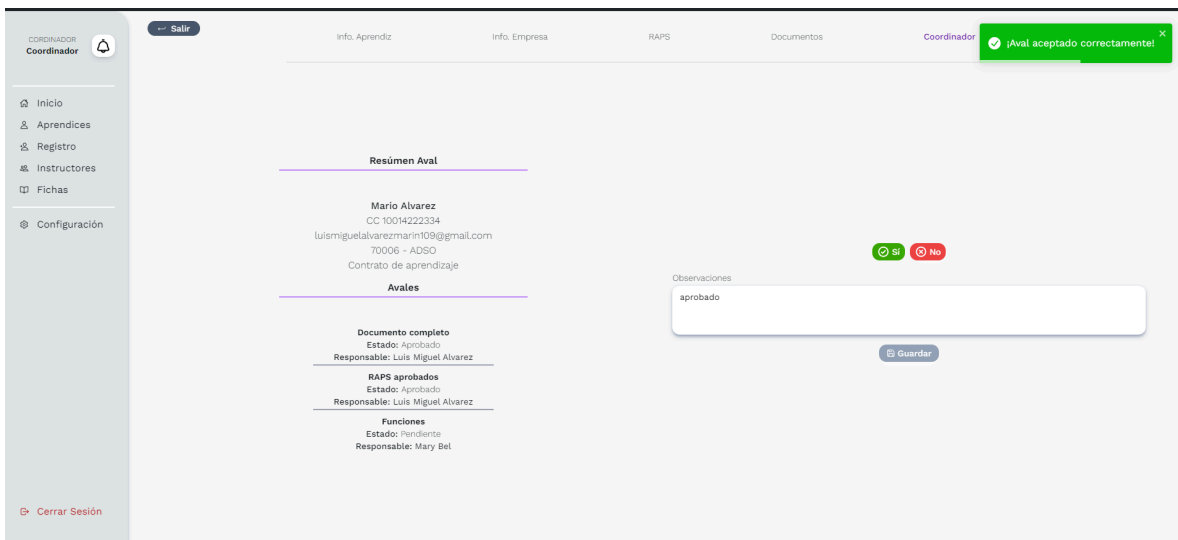 CORDINADOR
Coordinador
Inicio
Aprendices
Registro
Instructores
Fichas
Configuración
Cerrar Sesión
← Salir
Info. Aprendiz
Info. Empresa
RAPS
Documentos
Coordinador
¡Aval aceptado correctamente!
×
Resúmen Aval
Mario Alvarez
CC 10014222334
luismiguelalvarezmarin109@gmail.com
70006 - ADSO
Contrato de aprendizaje
Avales
Documento completo
Estado: Aprobado
Responsable: Luis Miguel Alvarez
RAPS aprobados
Estado: Aprobado
Responsable: Luis Miguel Alvarez
Funciones
Estado: Pendiente
Responsable: Mary Bel
Sí
No
Observaciones
aprobado
Guardar